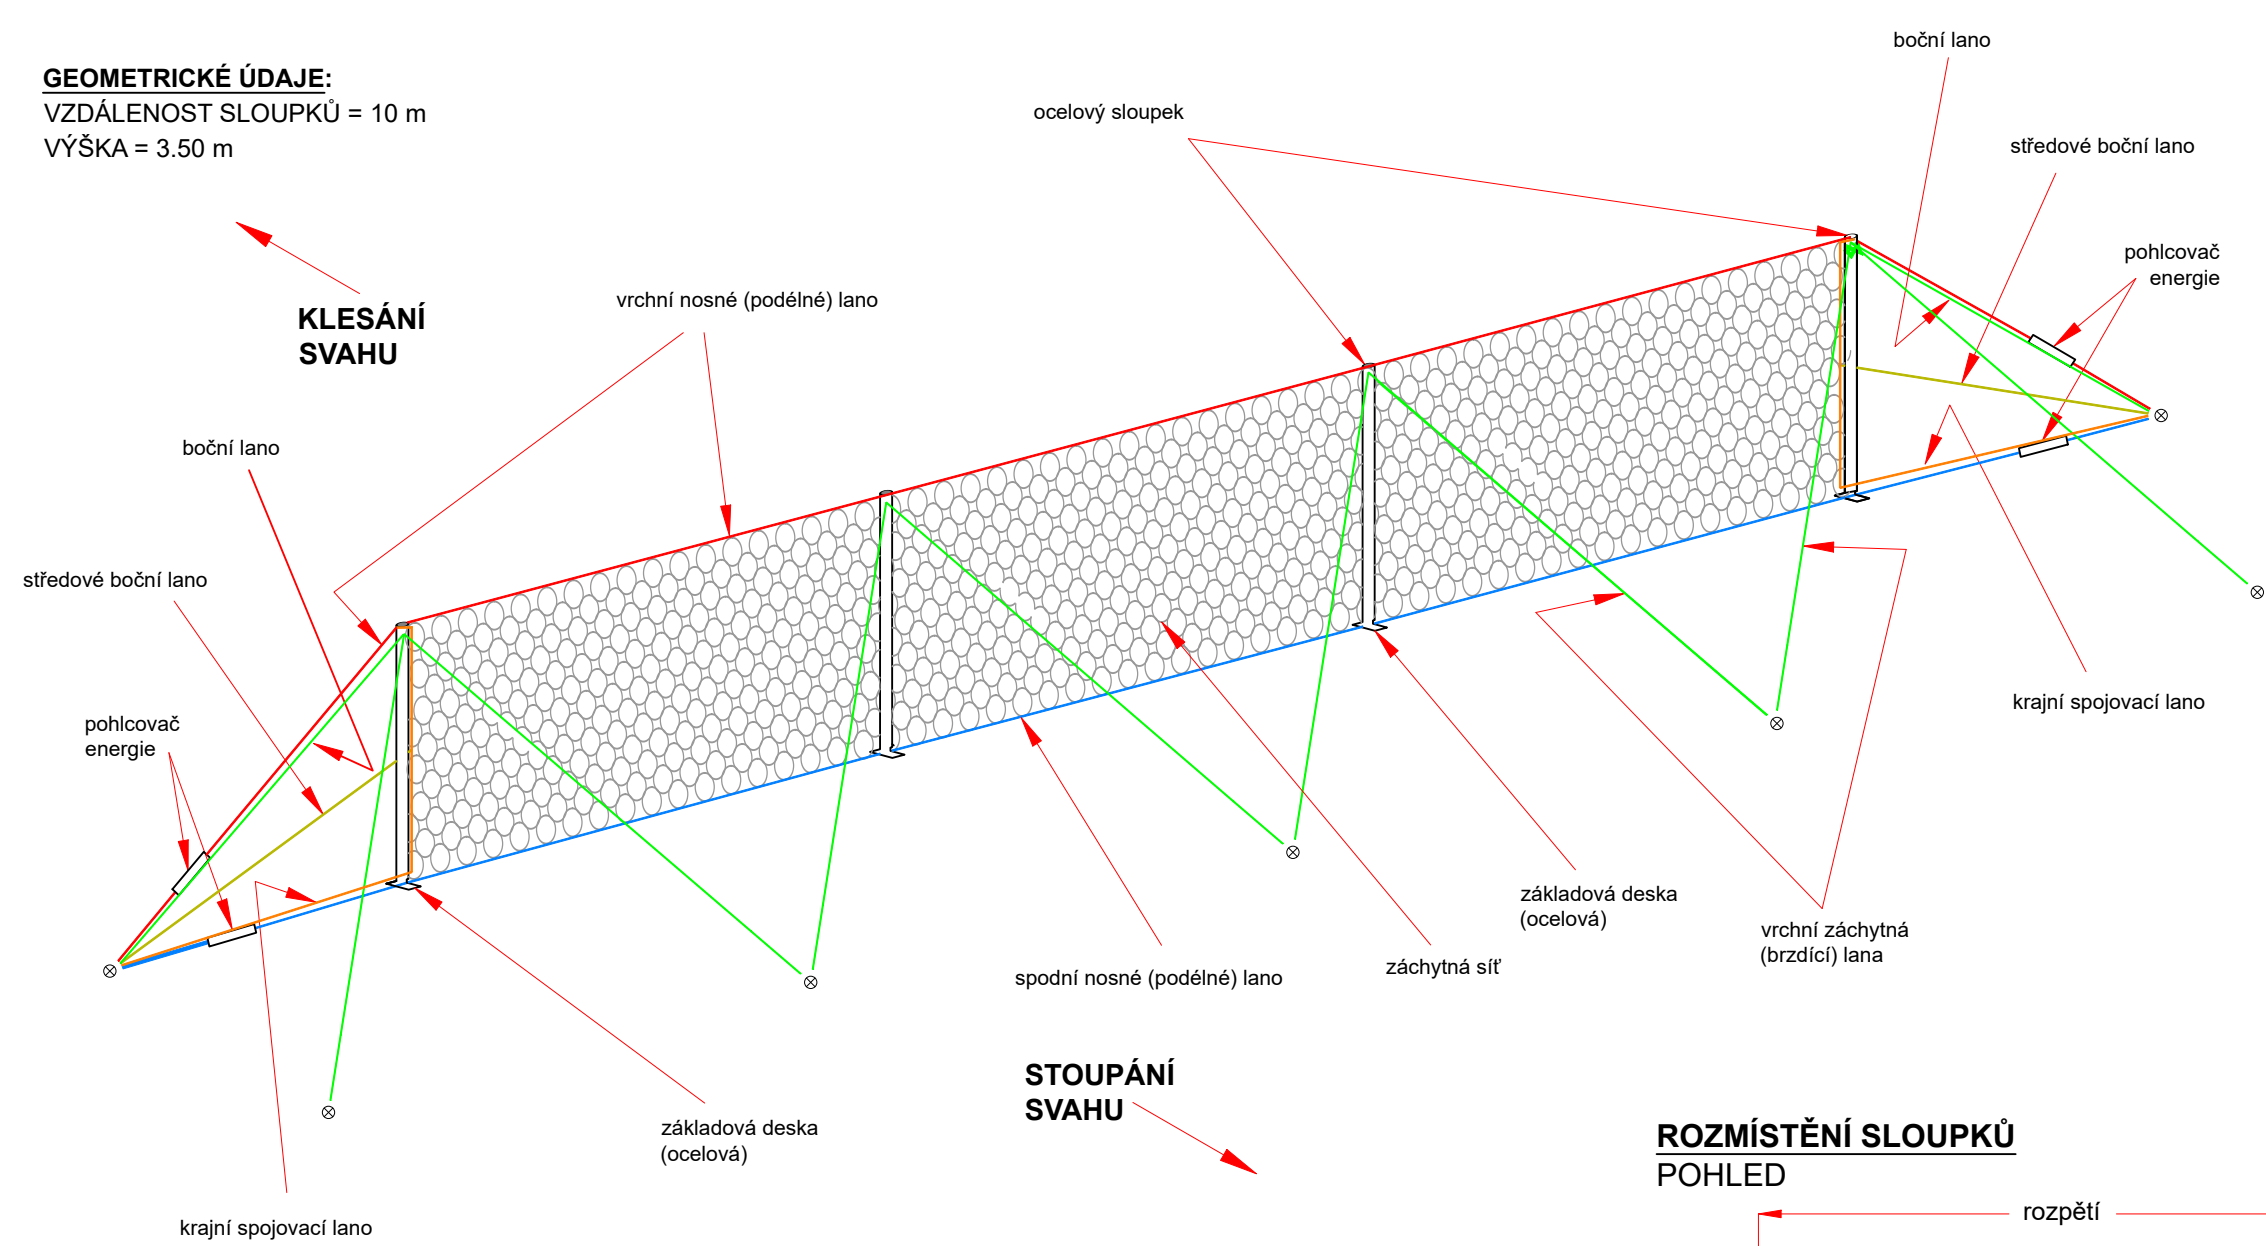 GEOMETRICKÉ ÚDAJE:
VZDÁLENOST SLOUPKŮ = 10 m
VÝŠKA = 3.50 m
boční lano
ocelový sloupek
středové boční lano
pohlcovač
energie
KLESÁNÍ
SVAHU
vrchní nosné (podélné) lano
boční lano
středové boční lano
pohlcovač
energie
krajní spojovací lano
základová deska
(ocelová)
vrchní záchytná
(brzdící) lana
záchytná síť
spodní nosné (podélné) lano
STOUPÁNÍ
SVAHU
základová deska
(ocelová)
krajní spojovací lano
ROZMÍSTĚNÍ SLOUPKŮ
POHLED
rozpětí